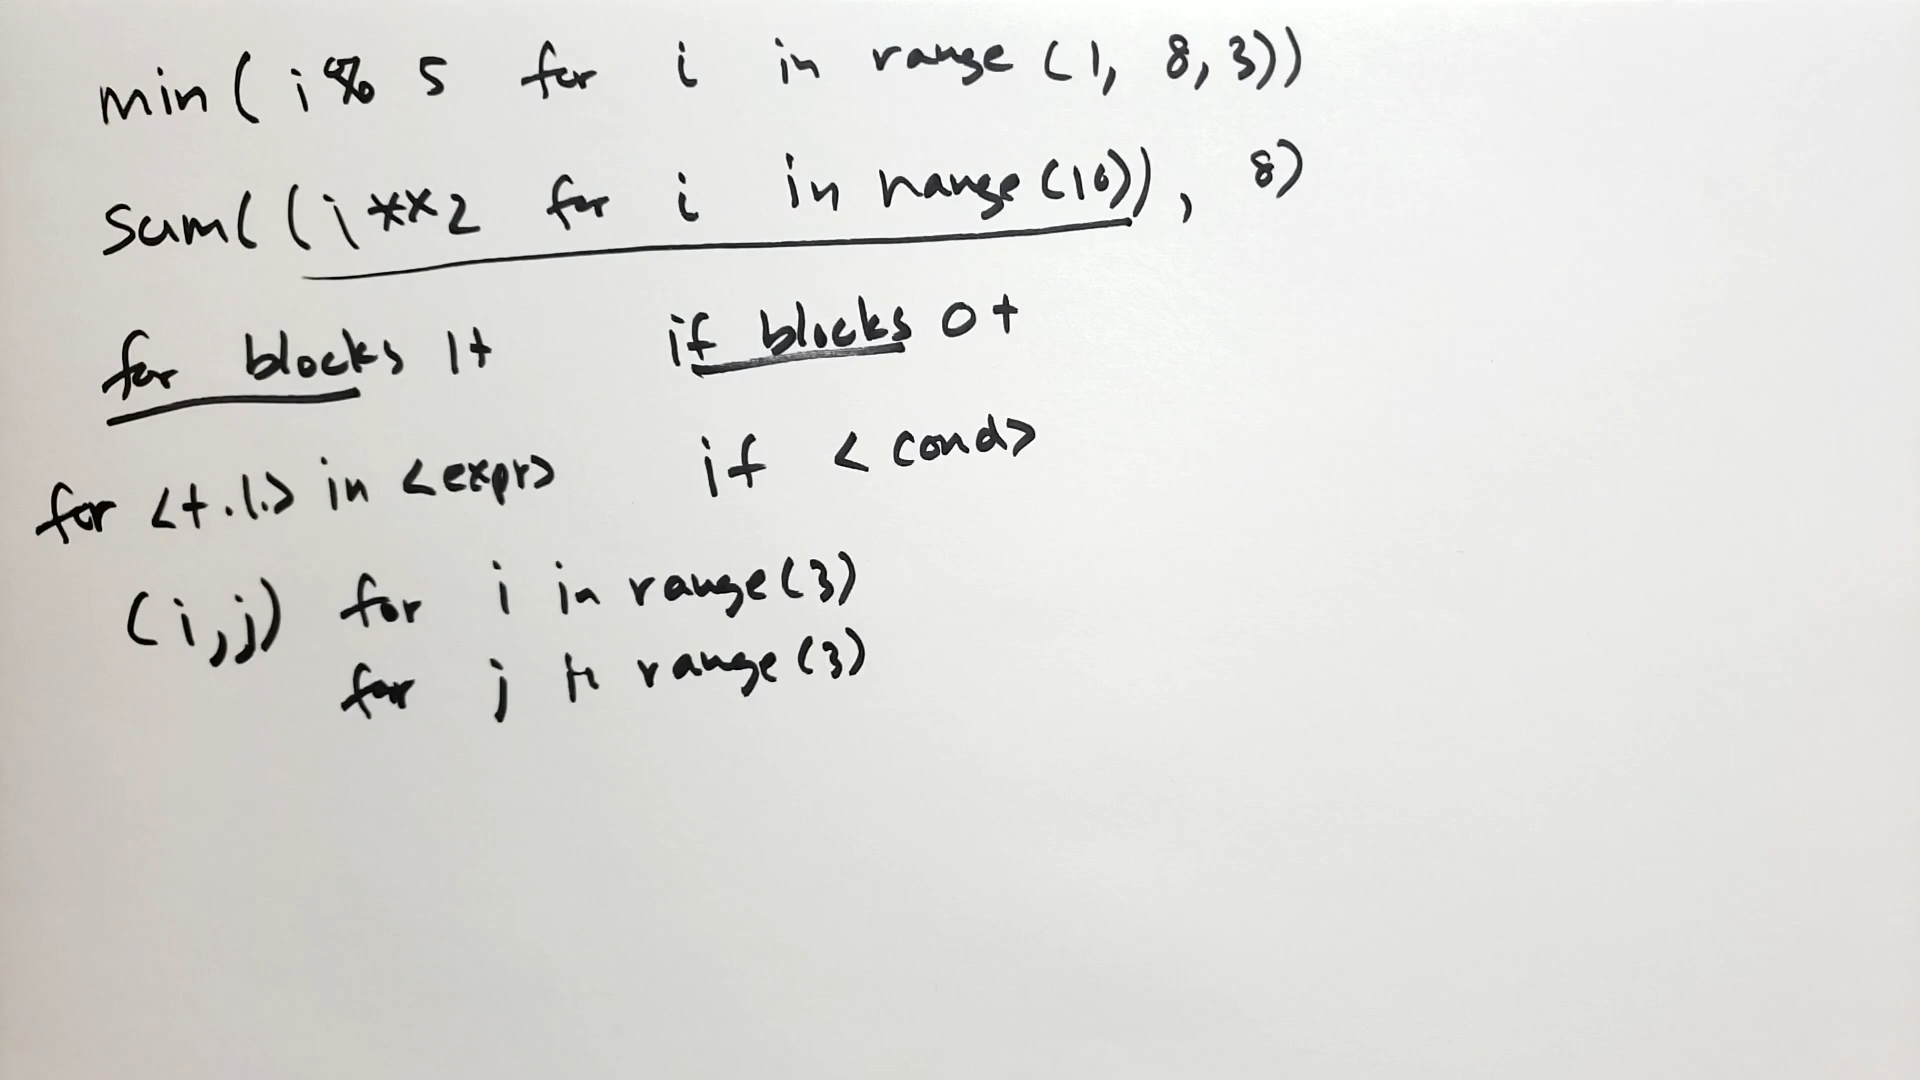 min(i % 5 for i in range(1, 8, 3))
sum((i**2 for i in range(10)), 8)
for blocks 1+ if blocks 0+
for <t.l.> in <expr> if <cond>
(i,j) for i in range(3)
for j in range(3)